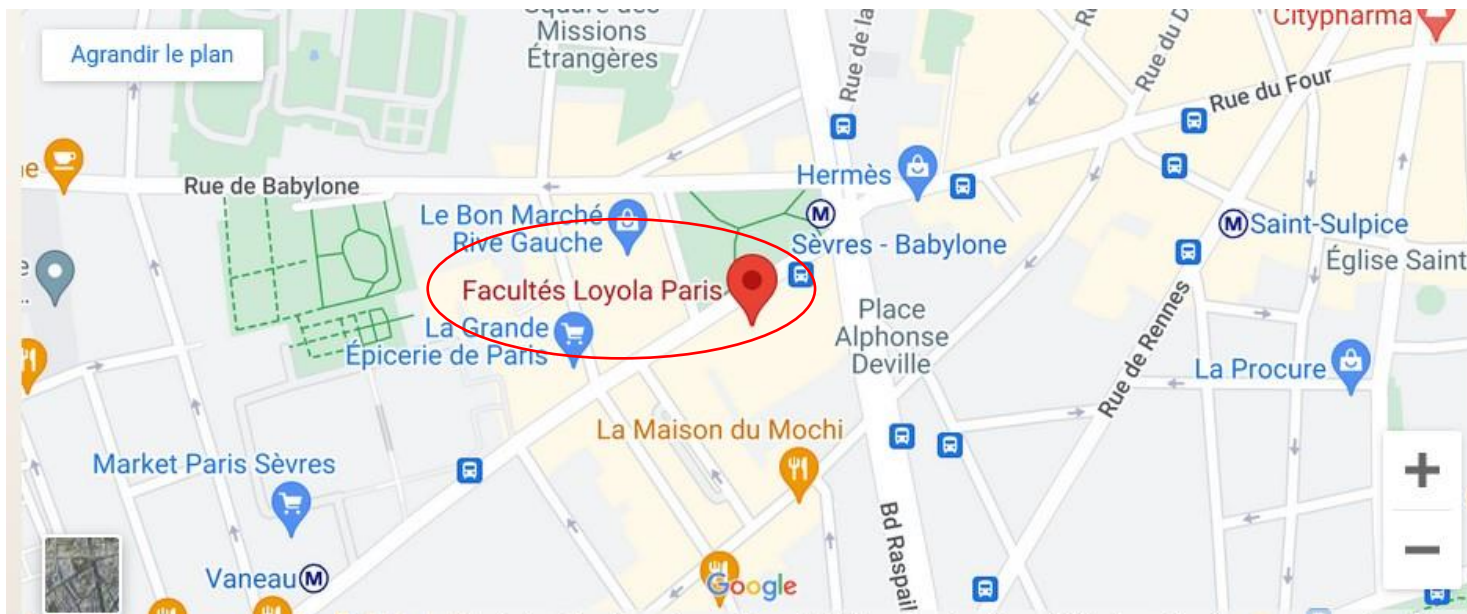 Agrandir le plan
Missions
Étrangères
Rue de la
Rue du D
Citypharma
Rue du Four
Hermès
Rue de Babylone
Le Bon Marché
Rive Gauche
Sèvres - Babylone
M
M
Saint-Sulpice
Église Saint
Facultés Loyola Paris
La Grande
Épicerie de Paris
Place
Alphonse
Deville
Rue de Rennes
La Procure
La Maison du Mochi
Market Paris Sèvres
Bd Raspail
Vaneau
M
Google
+
−